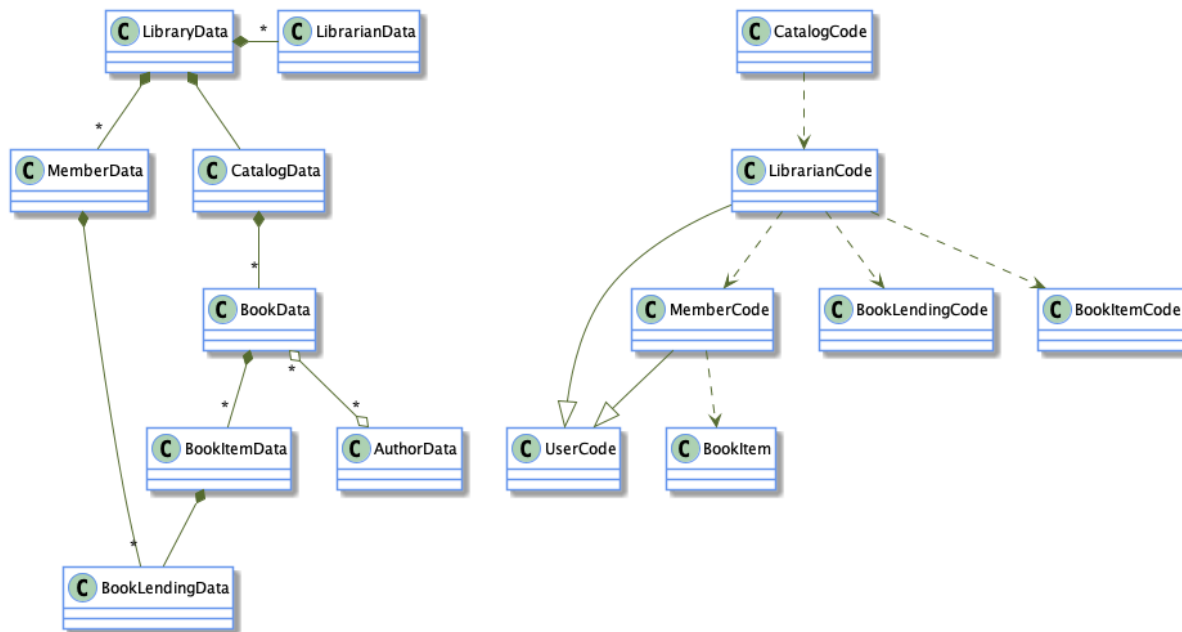 C LibraryData
*
C LibrarianData
C CatalogCode
*
C MemberData
C CatalogData
C LibrarianCode
*
C BookData
C MemberCode
C BookLendingCode
C BookItemCode
*
*
*
C BookItemData
C AuthorData
C UserCode
C BookItem
*
C BookLendingData